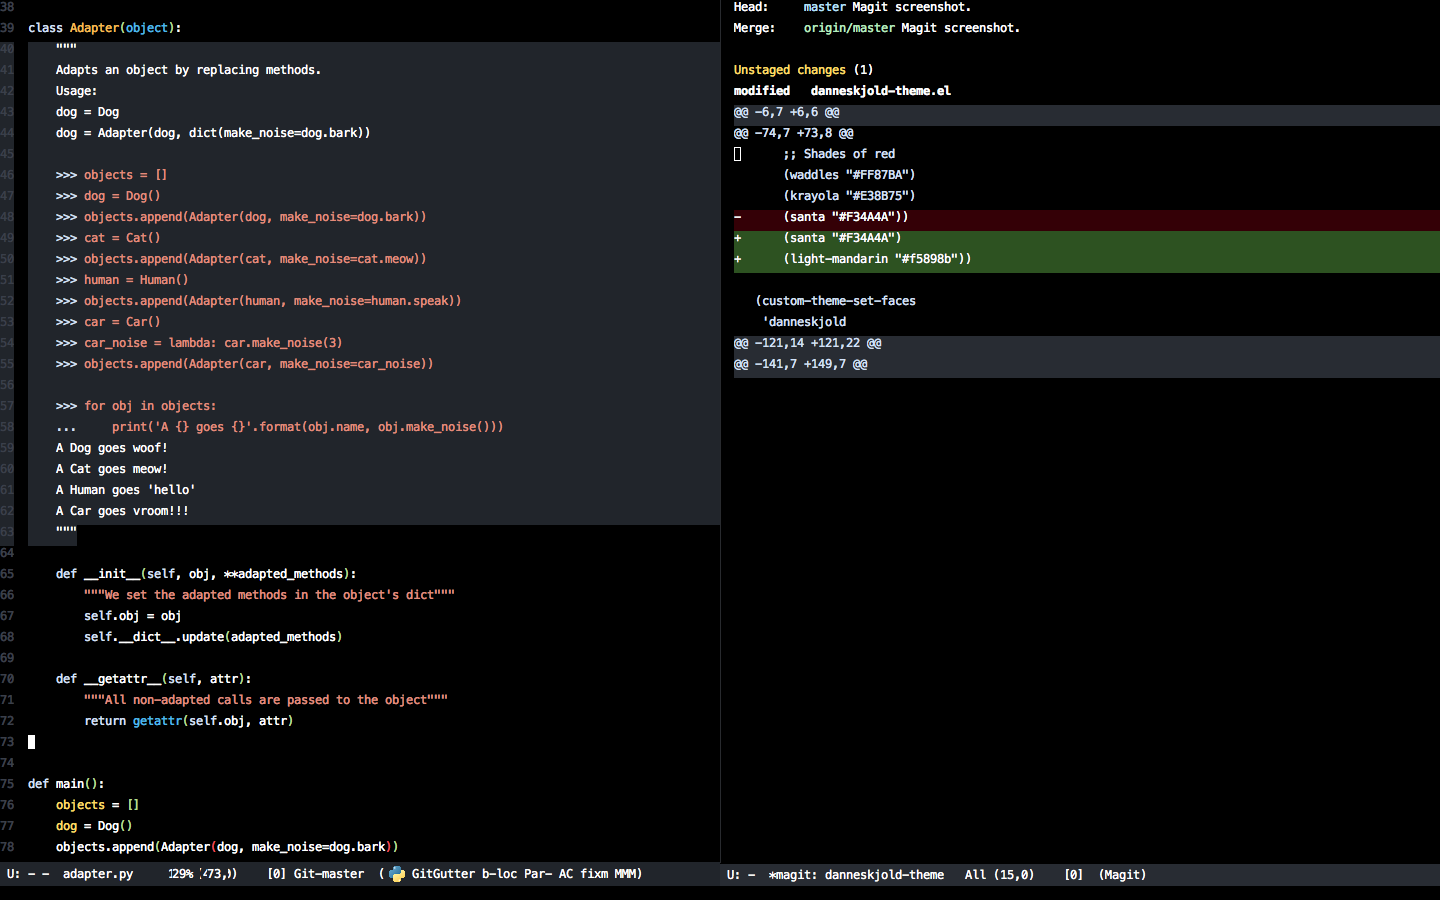 38
39 class Adapter(object):
40     """
41     Adapts an object by replacing methods.
42     Usage:
43     dog = Dog
44     dog = Adapter(dog, dict(make_noise=dog.bark))
45
46     >>> objects = []
47     >>> dog = Dog()
48     >>> objects.append(Adapter(dog, make_noise=dog.bark))
49     >>> cat = Cat()
50     >>> objects.append(Adapter(cat, make_noise=cat.meow))
51     >>> human = Human()
52     >>> objects.append(Adapter(human, make_noise=human.speak))
53     >>> car = Car()
54     >>> car_noise = lambda: car.make_noise(3)
55     >>> objects.append(Adapter(car, make_noise=car_noise))
56
57     >>> for obj in objects:
58     ...     print('A {} goes {}'.format(obj.name, obj.make_noise()))
59     A Dog goes woof!
60     A Cat goes meow!
61     A Human goes 'hello'
62     A Car goes vroom!!!
63     """
64
65     def __init__(self, obj, **adapted_methods):
66         """We set the adapted methods in the object's dict"""
67         self.obj = obj
68         self.__dict__.update(adapted_methods)
69
70     def __getattr__(self, attr):
71         """All non-adapted calls are passed to the object"""
72         return getattr(self.obj, attr)
73
74
75 def main():
76     objects = []
77     dog = Dog()
78     objects.append(Adapter(dog, make_noise=dog.bark))
U: - -  adapter.py     [0] Git-master  ( GitGutter b-loc Par- AC fixm MMM)
Head:     master Magit screenshot.
Merge:    origin/master Magit screenshot.
Unstaged changes (1)
modified   danneskjold-theme.el
@@ -6,7 +6,6 @@
@@ -74,7 +73,8 @@
       ;; Shades of red
       (waddles "#FF87BA")
       (krayola "#E38B75")
-      (santa "#F34A4A"))
+      (santa "#F34A4A")
+      (light-mandarin "#f5898b"))
   (custom-theme-set-faces
    'danneskjold
@@ -121,14 +121,22 @@
@@ -141,7 +149,7 @@
U: -  *magit: danneskjold-theme   All (15,0)    [0]  (Magit)